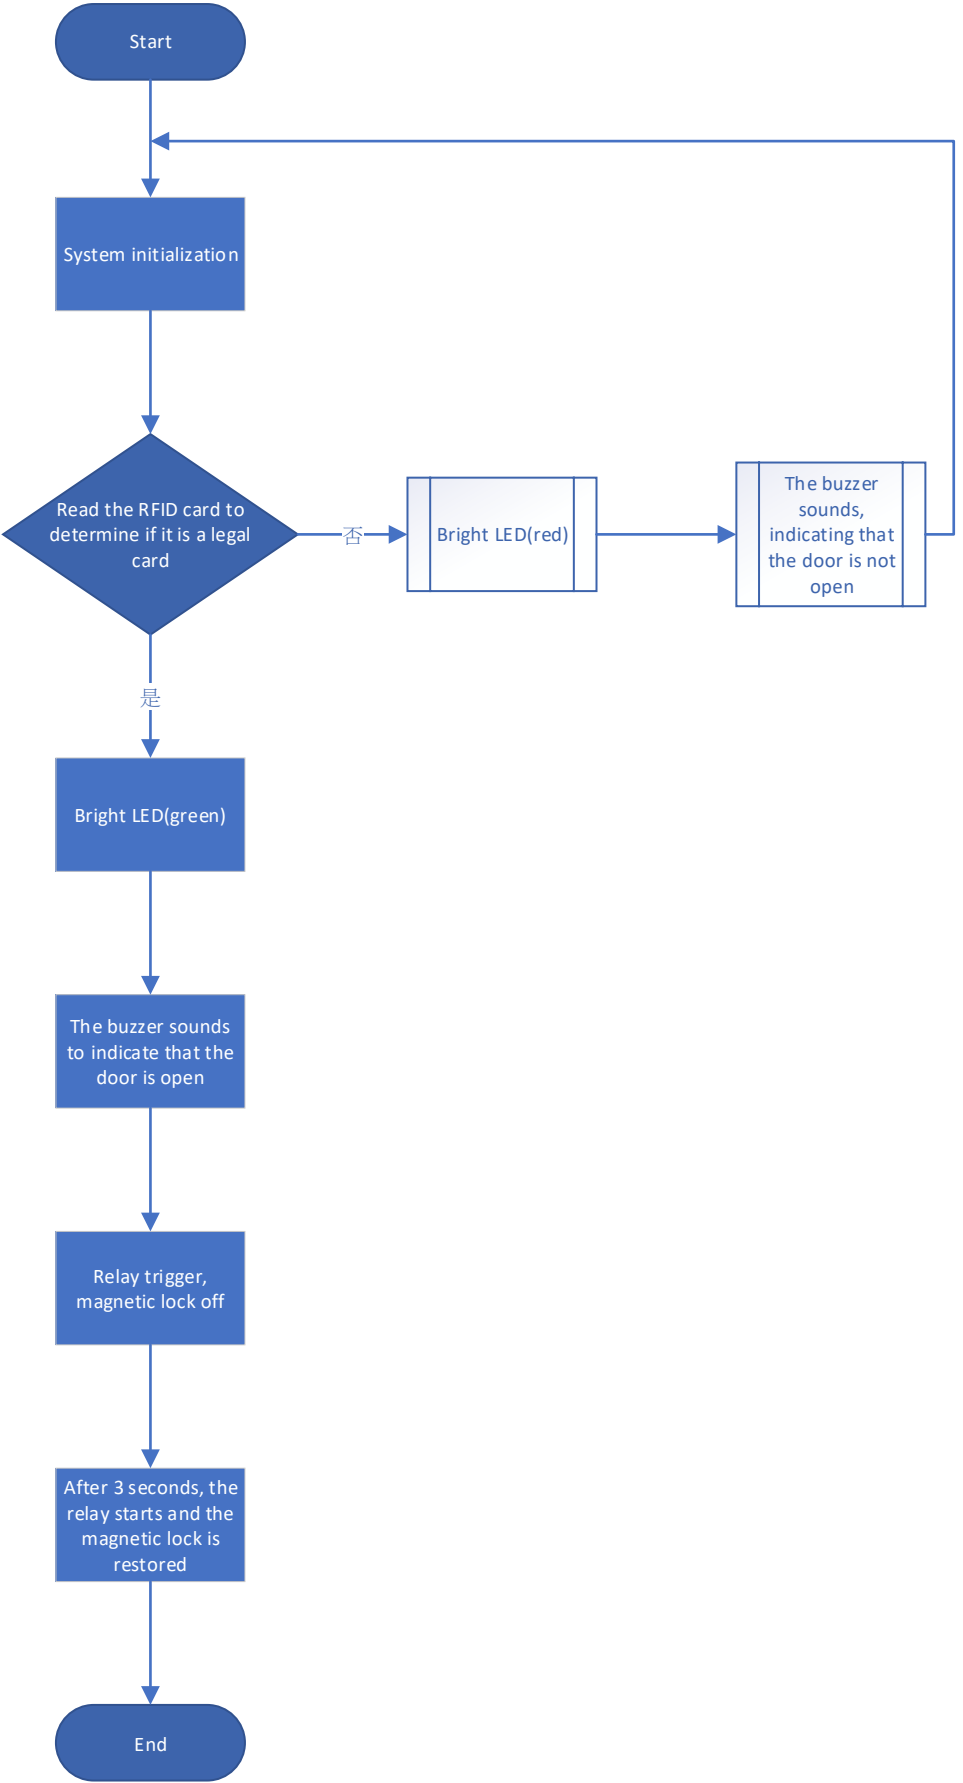 Start
System initialization
Read the RFID card to
determine if it is a legal
card
否
Bright LED(red)
The buzzer
sounds,
indicating that
the door is not
open
是
Bright LED(green)
The buzzer sounds
to indicate that the
door is open
Relay trigger,
magnetic lock off
After 3 seconds, the
relay starts and the
magnetic lock is
restored
End